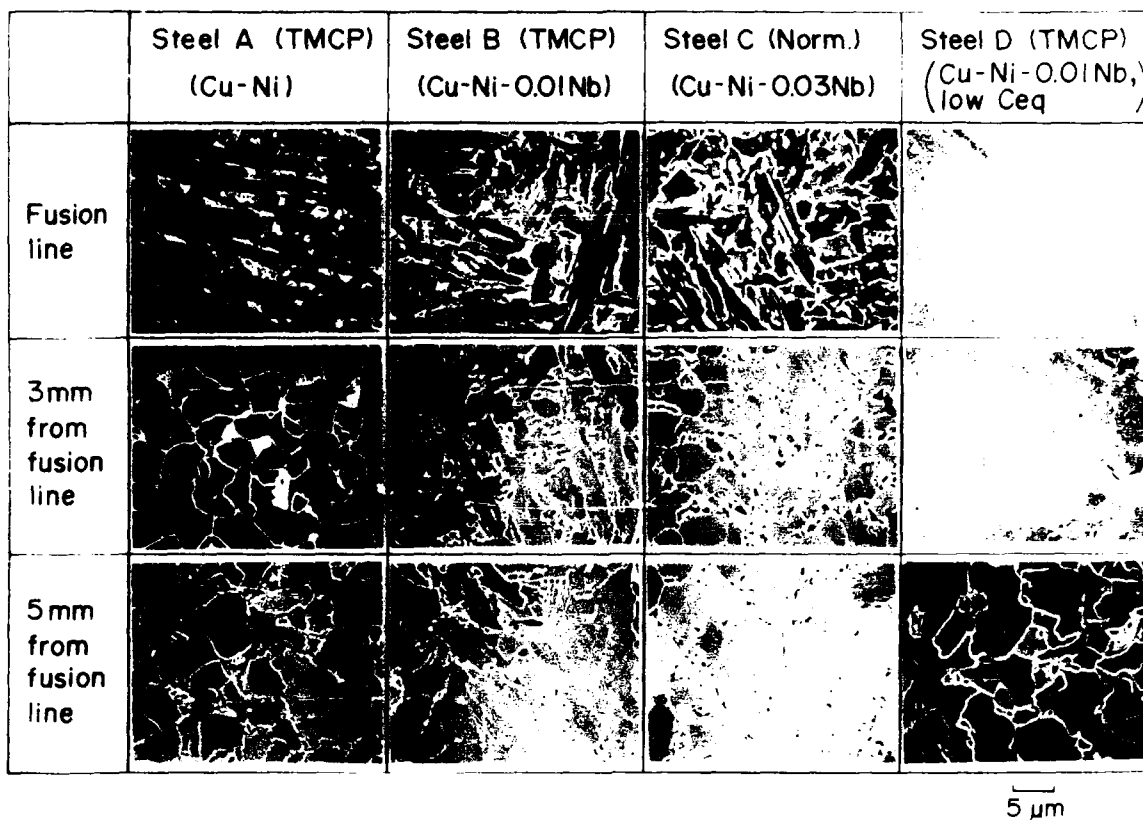 Steel A (TMCP)
(Cu-Ni)
Steel B (TMCP)
(Cu-Ni-0.01Nb)
Steel C (Norm.)
(Cu-Ni-0.03Nb)
Steel D (TMCP)
(Cu-Ni-0.01Nb,
low Ceq)
Fusion
line
3mm
from
fusion
line
5mm
from
fusion
line
5 μm